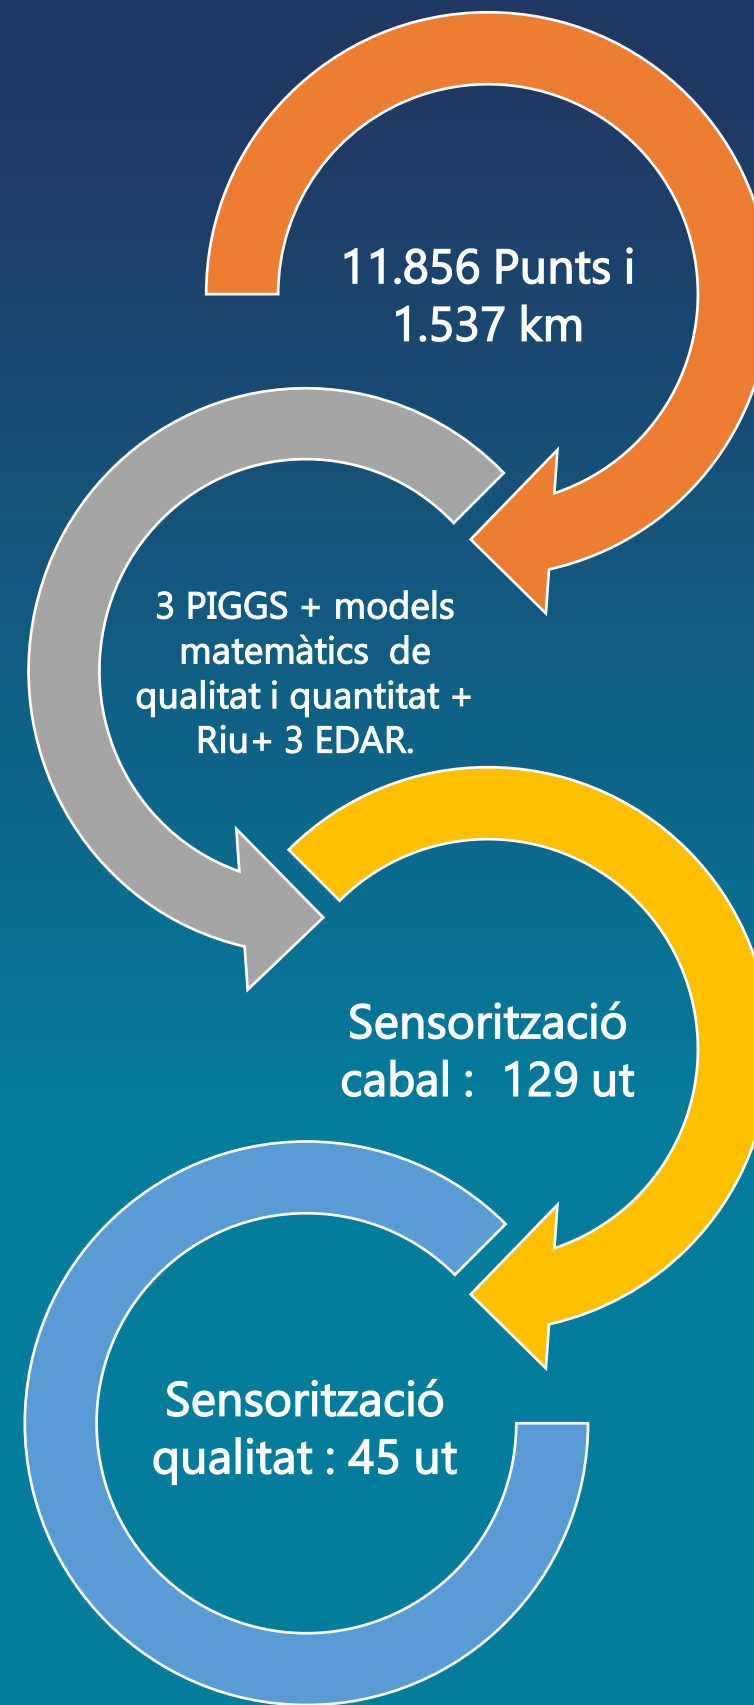 11.856 Punts i
1.537 km
3 PIGGS + models
matemàtics de
qualitat i quantitat +
Riu+ 3 EDAR.
Sensorització
cabal : 129 ut
Sensorització
qualitat : 45 ut